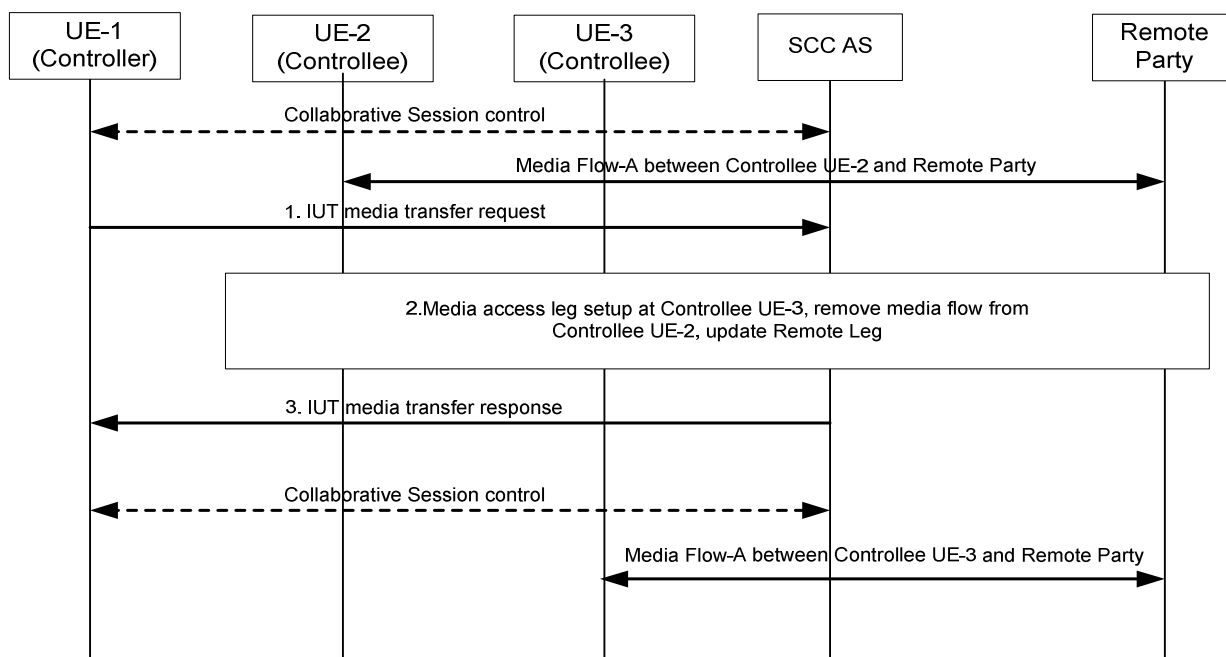 UE-1
(Controller)
UE-2
(Controllee)
UE-3
(Controllee)
SCC AS
Remote
Party
Collaborative Session control
Media Flow-A between Controllee UE-2 and Remote Party
1. IUT media transfer request
2.Media access leg setup at Controllee UE-3, remove media flow from
Controllee UE-2, update Remote Leg
3. IUT media transfer response
Collaborative Session control
Media Flow-A between Controllee UE-3 and Remote Party